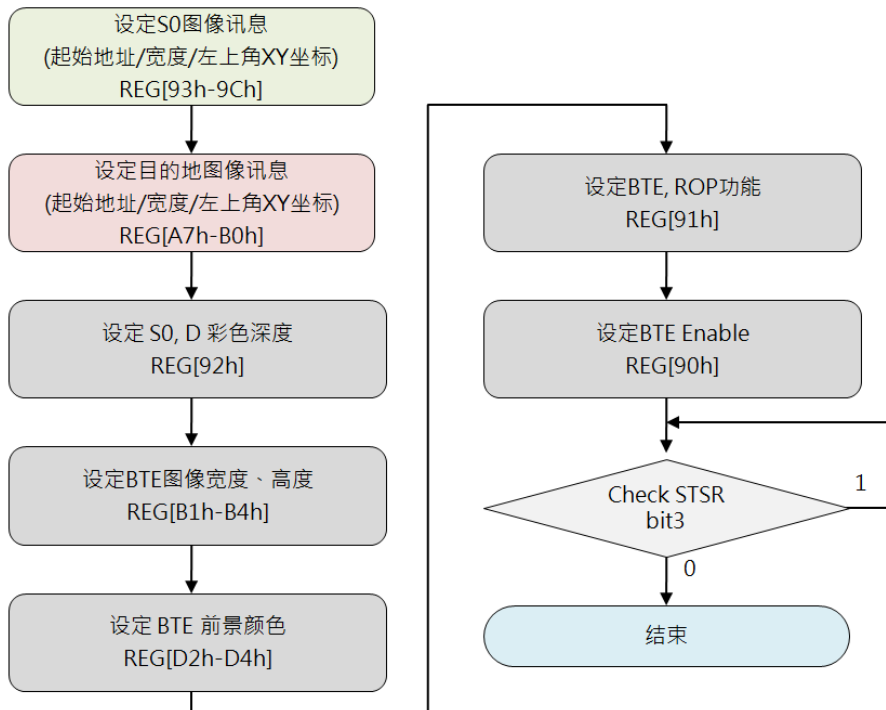 设定S0图像讯息
(起始地址/宽度/左上角XY坐标)
REG[93h-9Ch]
设定目的地图像讯息
(起始地址/宽度/左上角XY坐标)
REG[A7h-B0h]
设定 S0, D 彩色深度
REG[92h]
设定BTE图像宽度、高度
REG[B1h-B4h]
设定 BTE 前景颜色
REG[D2h-D4h]
设定BTE, ROP功能
REG[91h]
设定BTE Enable
REG[90h]
Check STSR
bit3
1
0
结束